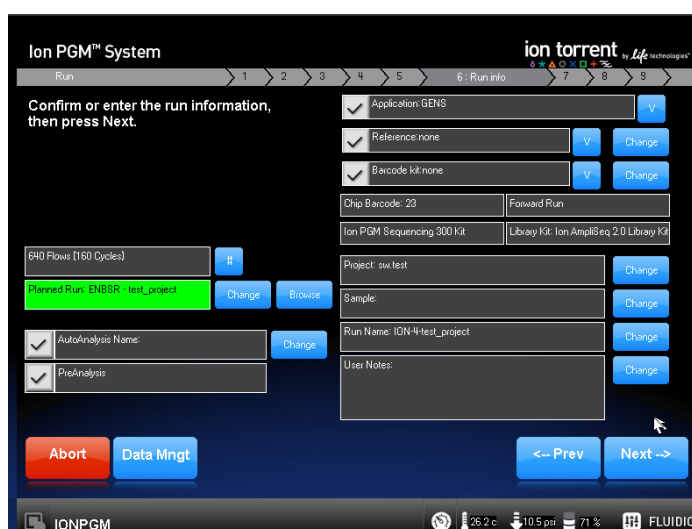 Ion PGM™ System
ion torrent by life technologies™
Run 1 2 3 4 5 6 : Run info 7 8 9
Confirm or enter the run information,
then press Next.
Application: GENS
V
Reference:none
V
Change
Barcode kit:none
V
Change
Chip Barcode: 23
Forward Run
Ion PGM Sequencing 300 Kit
Library Kit: Ion AmpliSeq 2.0 Library Kit
640 Flows (160 Cycles)
#
Planned Run: ENBSR - test_project
Change
Browse
Project: sw.test
Change
Sample:
Change
AutoAnalysis Name:
Change
Run Name: ION-4-test_project
Change
PreAnalysis
User Notes:
Change
Abort
Data Mngt
<-- Prev
Next -->
IONPGM
26.2 c
10.5 psi
71 %
FLUIDIC